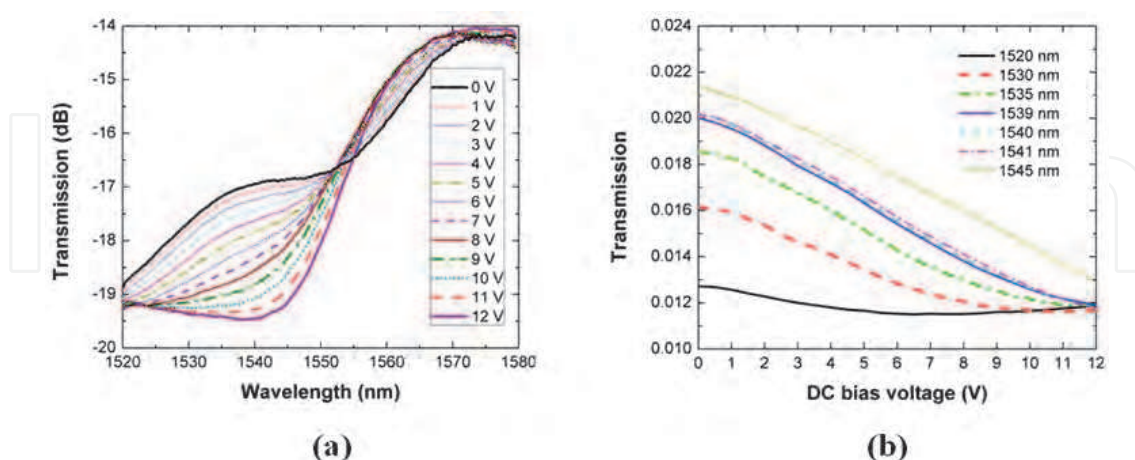 -14
-15
-16
-17
-18
-19
-20
Transmission (dB)
1520 1530 1540 1550 1560 1570 1580
Wavelength (nm)
0 V
1 V
2 V
3 V
4 V
5 V
6 V
7 V
8 V
9 V
10 V
11 V
12 V
(a)
0.024
0.022
0.020
0.018
0.016
0.014
0.012
0.010
Transmission
0 1 2 3 4 5 6 7 8 9 10 11 12
DC bias voltage (V)
1520 nm
1530 nm
1535 nm
1539 nm
1540 nm
1541 nm
1545 nm
(b)